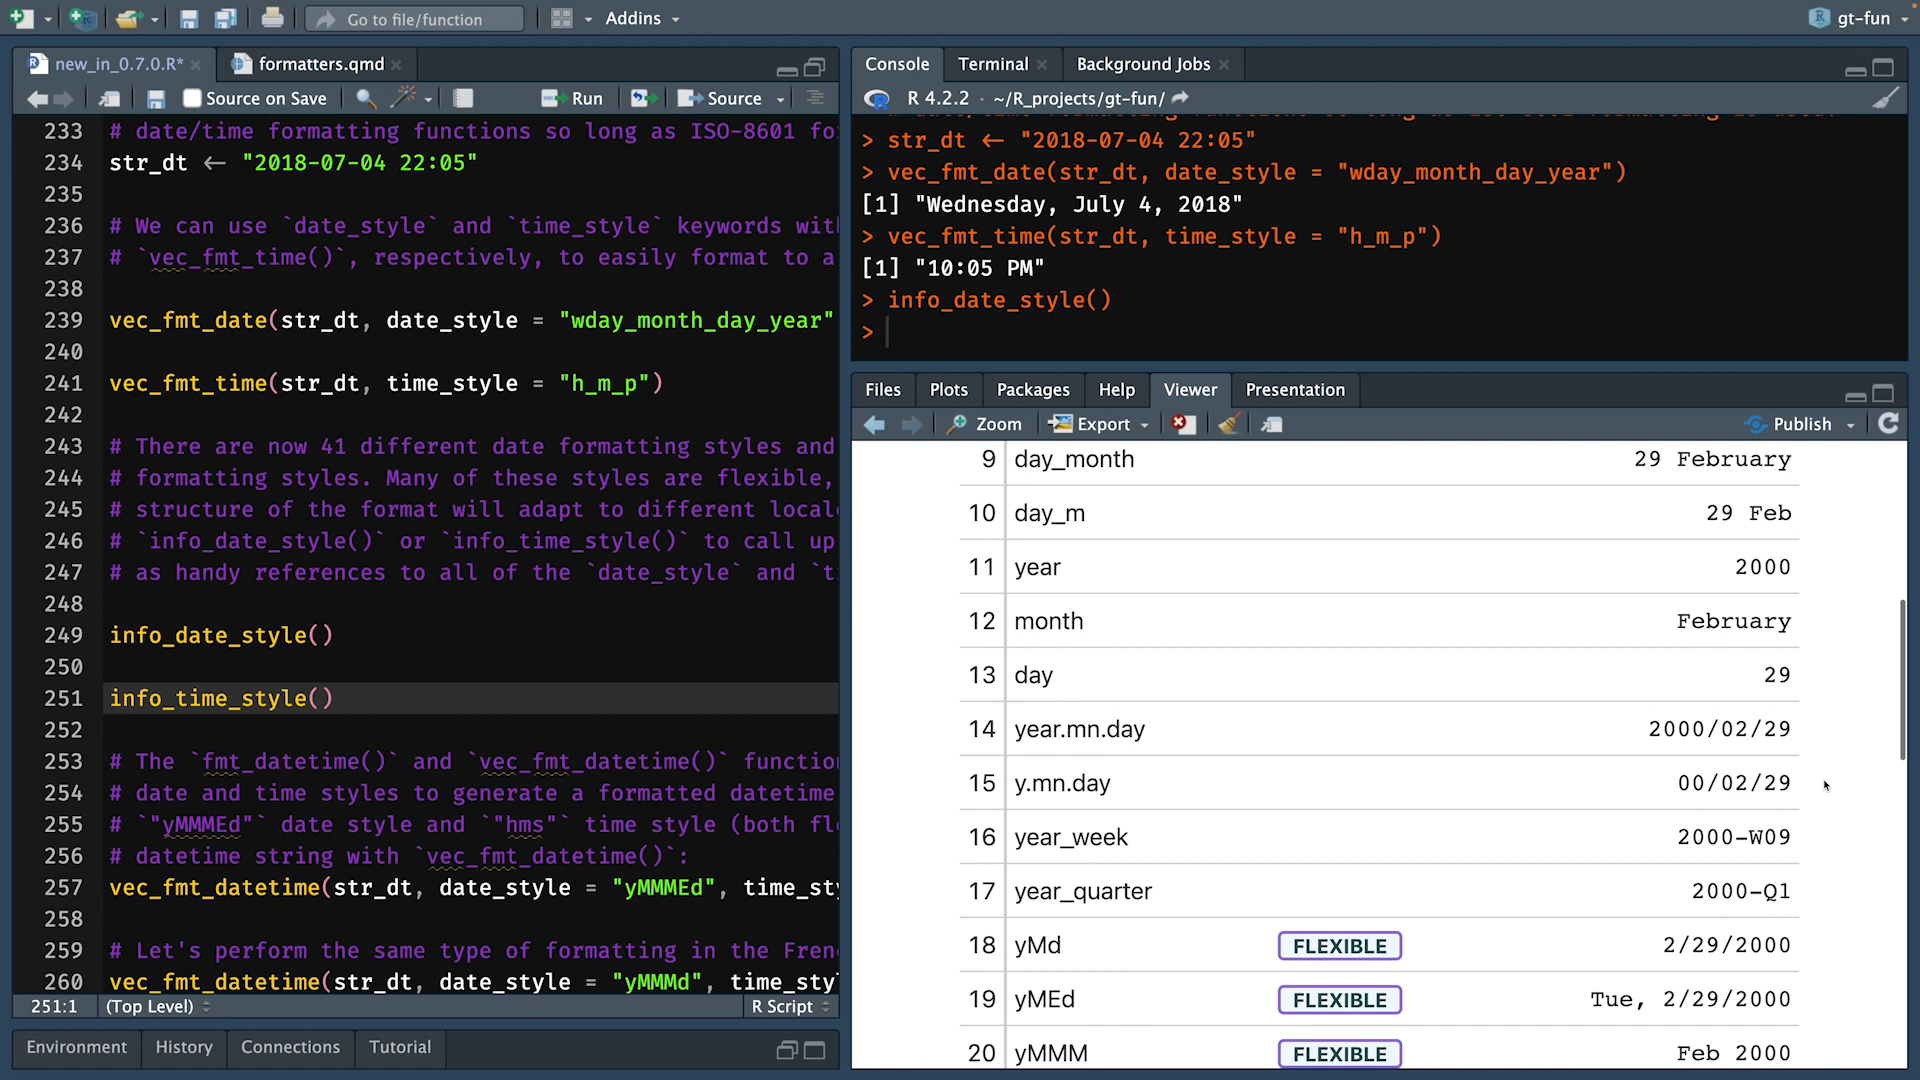 Go to file/function
Addins
gt-fun
new_in_0.7.0.R*
formatters.qmd
Source on Save
Run
Source
233 # date/time formatting functions so long as ISO-8601 fo
234 str_dt <- "2018-07-04 22:05"
235
236 # We can use `date_style` and `time_style` keywords wit
237 # `vec_fmt_time()`, respectively, to easily format to a
238
239 vec_fmt_date(str_dt, date_style = "wday_month_day_year"
240
241 vec_fmt_time(str_dt, time_style = "h_m_p")
242
243 # There are now 41 different date formatting styles and
244 # formatting styles. Many of these styles are flexible,
245 # structure of the format will adapt to different local
246 # `info_date_style()` or `info_time_style()` to call up
247 # as handy references to all of the `date_style` and `t
248
249 info_date_style()
250
251 info_time_style()
252
253 # The `fmt_datetime()` and `vec_fmt_datetime()` functio
254 # date and time styles to generate a formatted datetime
255 # `"yMMMEd"` date style and `"hms"` time style (both fl
256 # datetime string with `vec_fmt_datetime()`:
257 vec_fmt_datetime(str_dt, date_style = "yMMMEd", time_st
258
259 # Let's perform the same type of formatting in the Fren
260 vec_fmt_datetime(str_dt, date_style = "yMMMd", time_sty
251:1 (Top Level)
R Script
Environment
History
Connections
Tutorial
Console
Terminal
Background Jobs
R 4.2.2 · ~/R_projects/gt-fun/
> str_dt <- "2018-07-04 22:05"
> vec_fmt_date(str_dt, date_style = "wday_month_day_year")
[1] "Wednesday, July 4, 2018"
> vec_fmt_time(str_dt, time_style = "h_m_p")
[1] "10:05 PM"
> info_date_style()
>
Files
Plots
Packages
Help
Viewer
Presentation
Zoom
Export
Publish
9 day_month 29 February
10 day_m 29 Feb
11 year 2000
12 month February
13 day 29
14 year.mn.day 2000/02/29
15 y.mn.day 00/02/29
16 year_week 2000-W09
17 year_quarter 2000-Q1
18 yMd FLEXIBLE 2/29/2000
19 yMEd FLEXIBLE Tue, 2/29/2000
20 yMMM FLEXIBLE Feb 2000